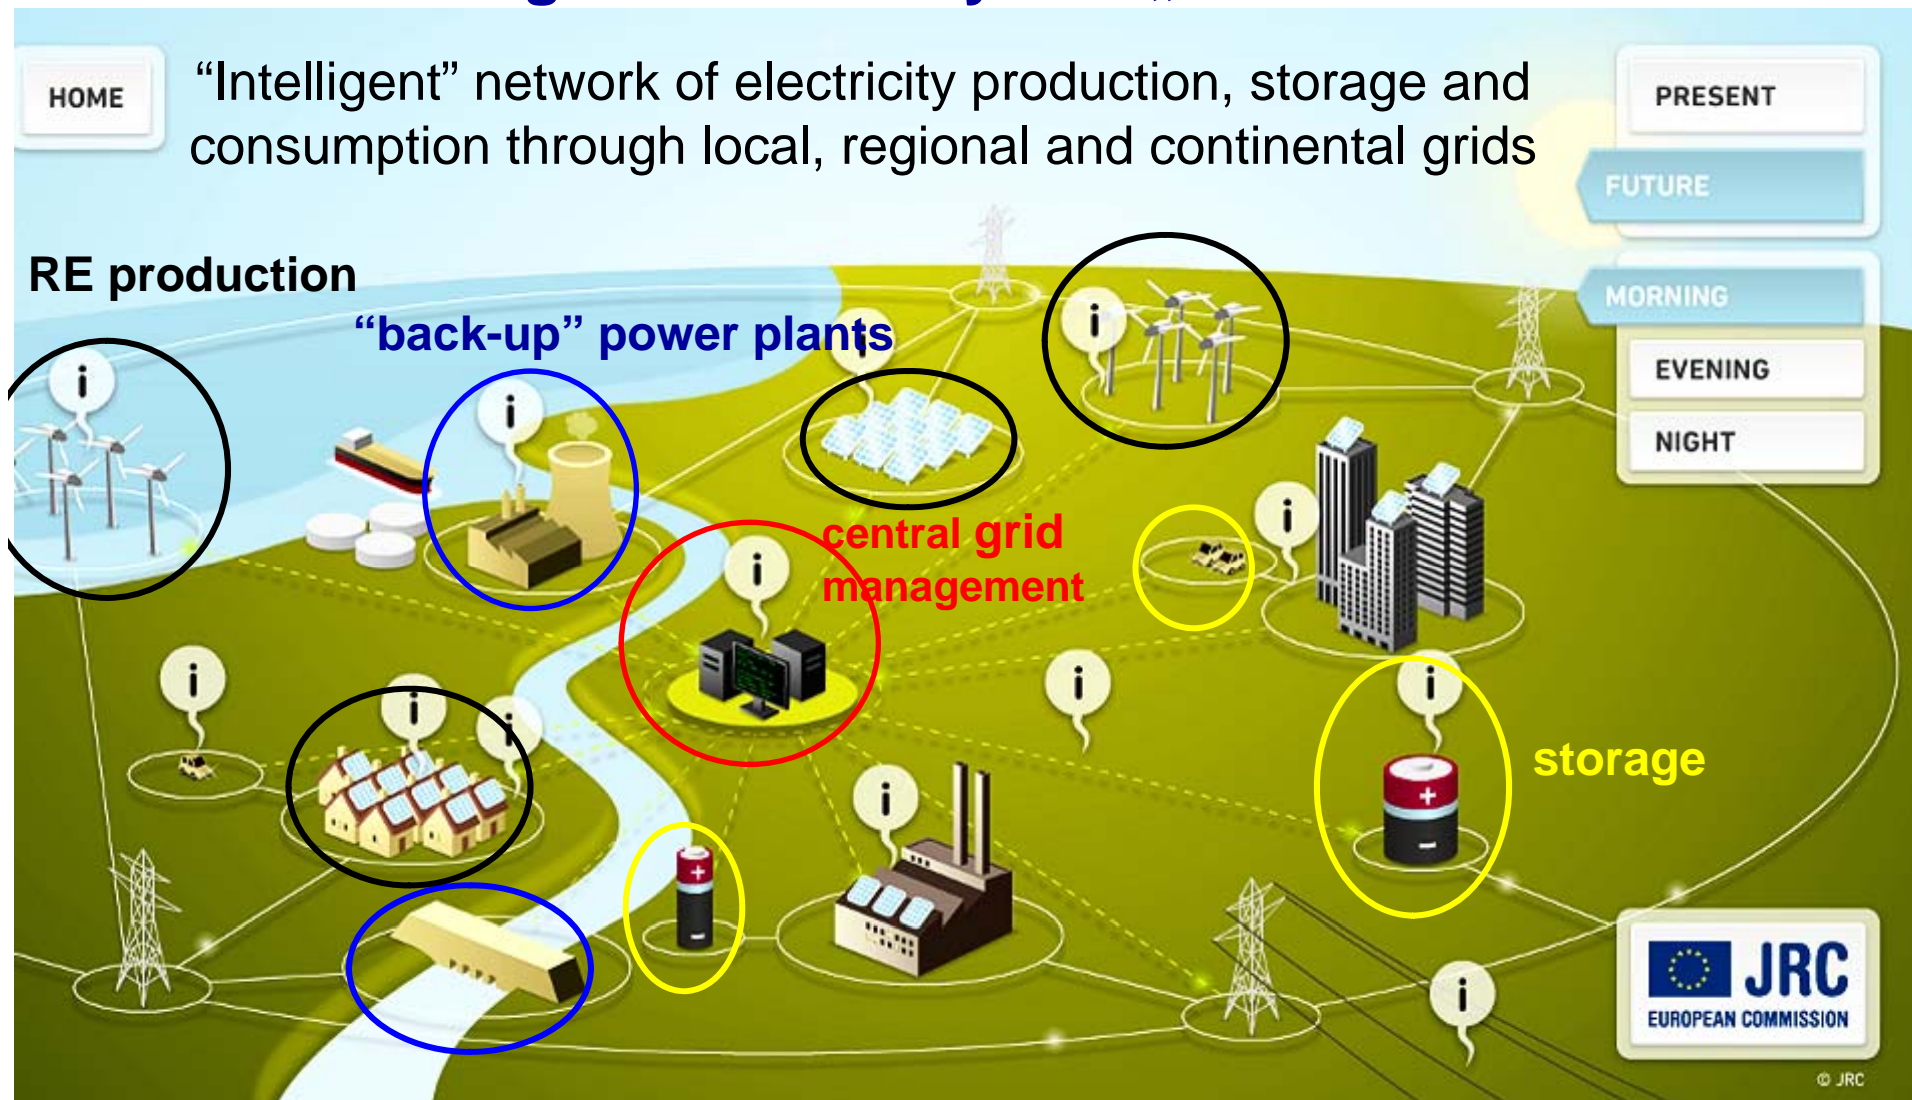 “Intelligent” network of electricity production, storage and
consumption through local, regional and continental grids
HOME
PRESENT
FUTURE
MORNING
EVENING
NIGHT
RE production
“back-up” power plants
central grid
management
storage
i
i
i
i
i
i
i
i
i
i
i
i
i
+
-
+
-
JRC
EUROPEAN COMMISSION
© JRC